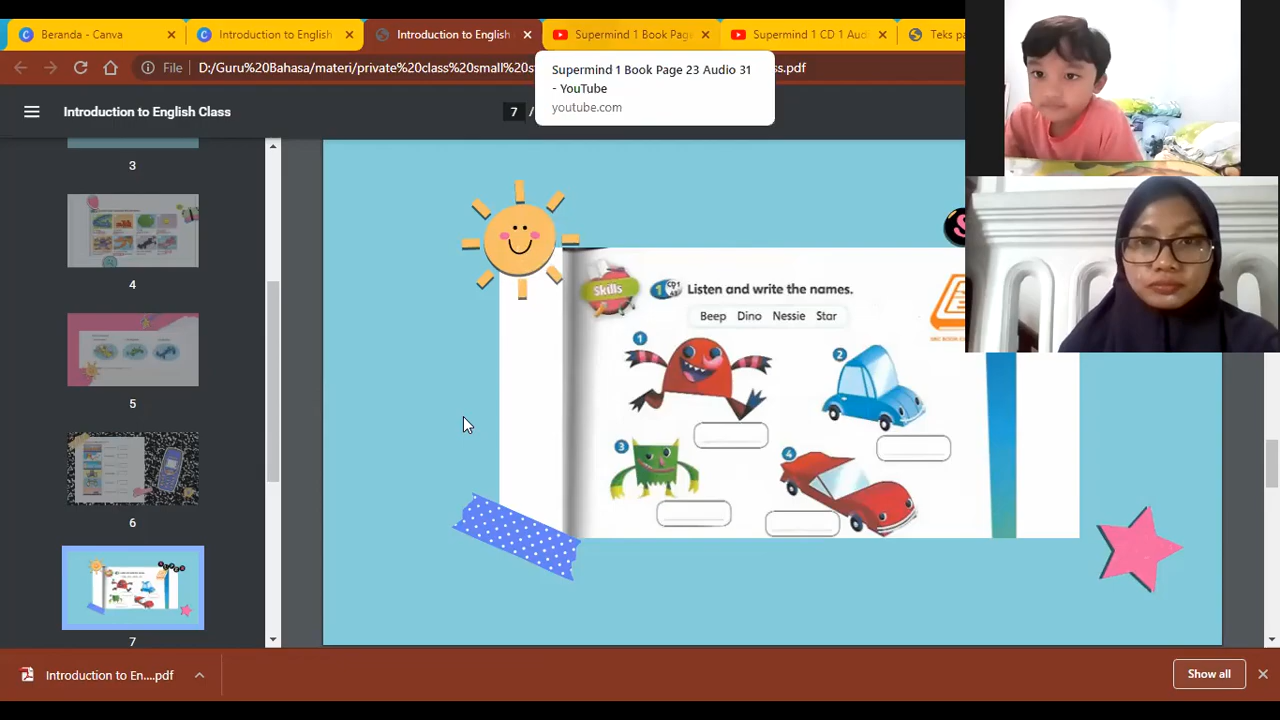 Beranda - Canva
Introduction to English
Introduction to English
Supermind 1 Book Page
Supermind 1 CD 1 Audi
Teks pa
File
D:/Guru%20Bahasa/materi/private%20class%20small%20s
ss.pdf
Supermind 1 Book Page 23 Audio 31
- YouTube
youtube.com
Introduction to English Class
7 /
3
4
5
6
7
Skills
1
CD1
Listen and write the names.
Beep Dino Nessie Star
1
2
3
4
Introduction to En....pdf
Show all